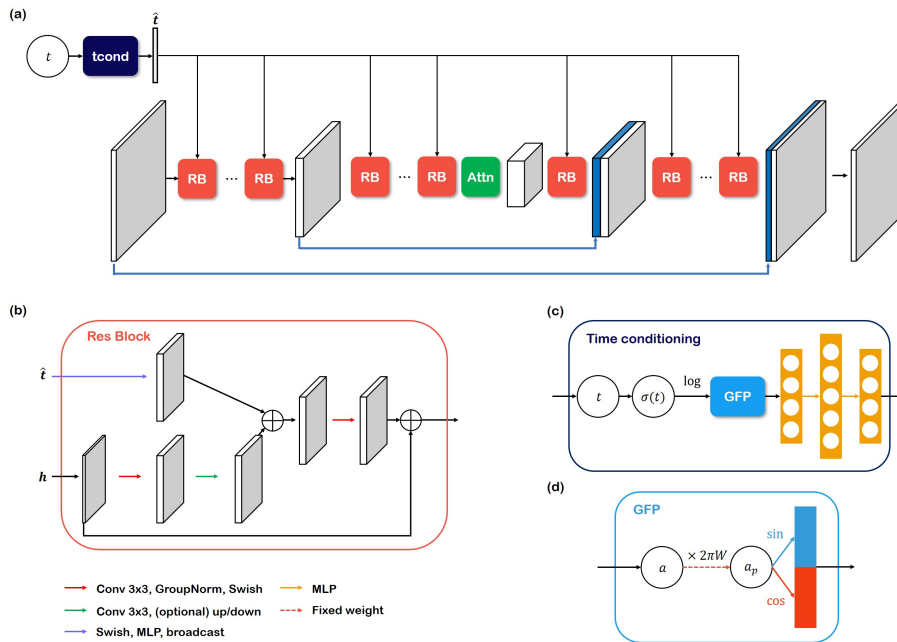 (a)
t
tcond
t̂
RB
...
RB
RB
...
RB
Attn
RB
RB
...
RB
(b)
Res Block
t̂
h
Conv 3x3, GroupNorm, Swish
Conv 3x3, (optional) up/down
Swish, MLP, broadcast
MLP
Fixed weight
(c)
Time conditioning
t
σ(t)
log
GFP
(d)
GFP
a
× 2πW
a_p
sin
cos